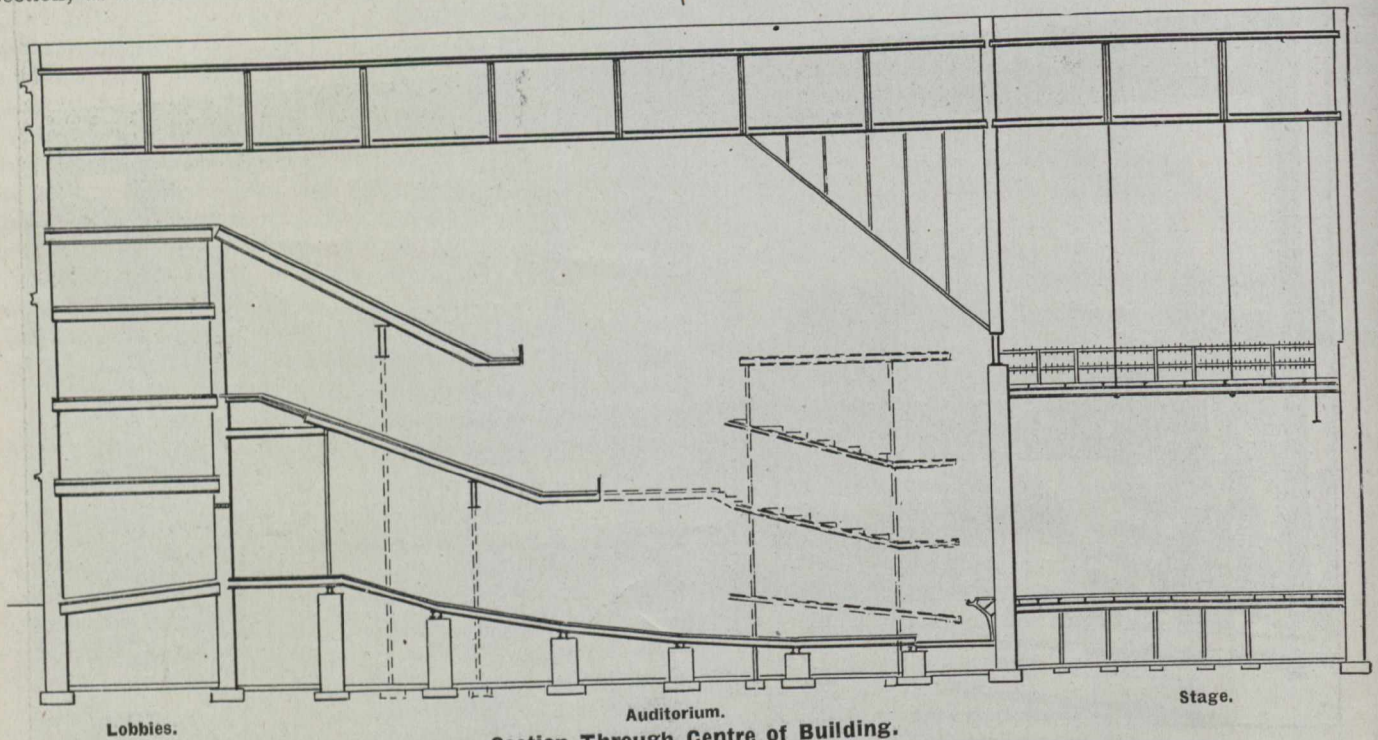 Lobbies.
Auditorium.
Stage.
Section Through Centre of Building.